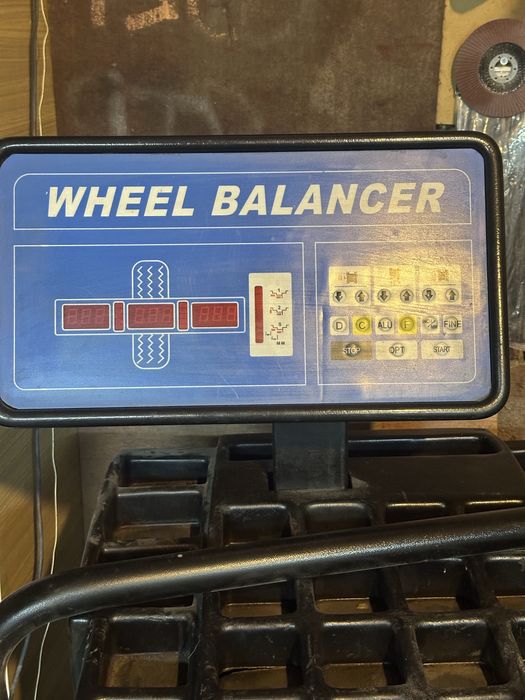 WHEEL BALANCER
D C ALU F FINE
STOP OPT START